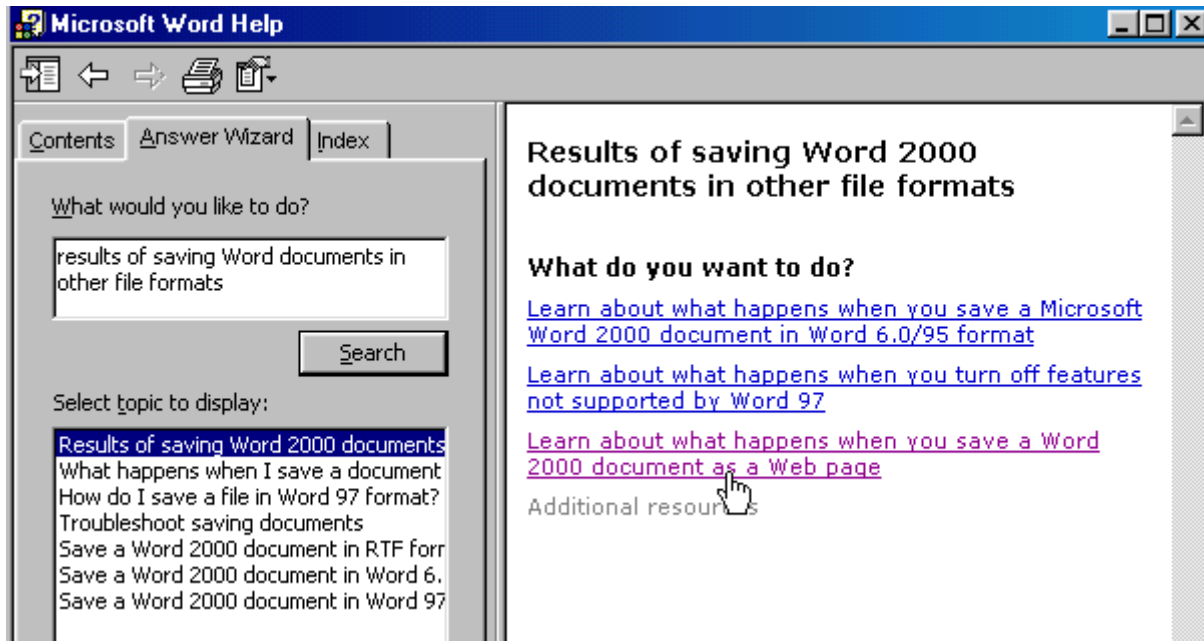 Microsoft Word Help
Contents
Answer Wizard
Index
What would you like to do?
results of saving Word documents in
other file formats
Search
Select topic to display:
Results of saving Word 2000 documents
What happens when I save a document
How do I save a file in Word 97 format?
Troubleshoot saving documents
Save a Word 2000 document in RTF forr
Save a Word 2000 document in Word 6.
Save a Word 2000 document in Word 97
Results of saving Word 2000
documents in other file formats
What do you want to do?
Learn about what happens when you save a Microsoft
Word 2000 document in Word 6.0/95 format
Learn about what happens when you turn off features
not supported by Word 97
Learn about what happens when you save a Word
2000 document as a Web page
Additional resources